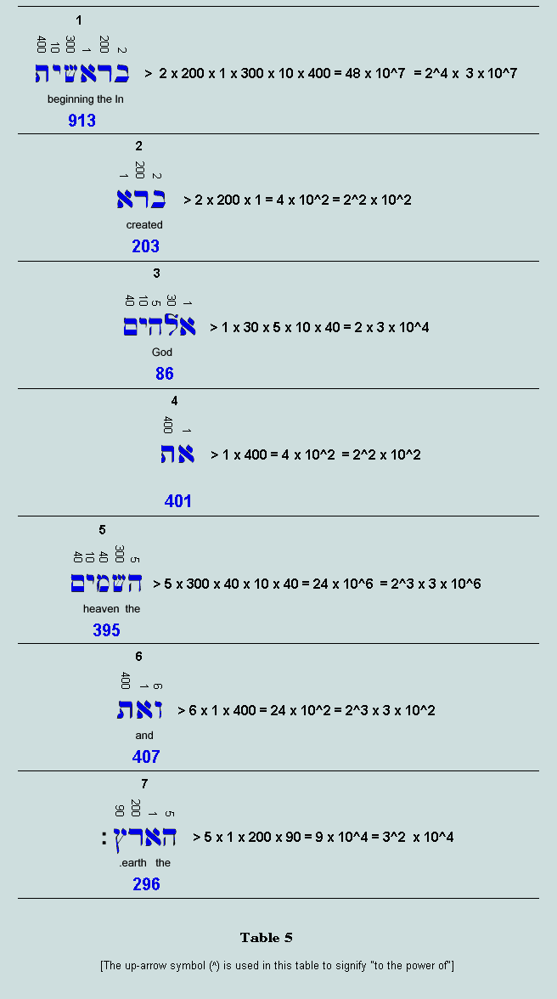 1
400 10 300 1 200 2
בראשית > 2 x 200 x 1 x 300 x 10 x 400 = 48 x 10^7 = 2^4 x 3 x 10^7
beginning the In
913
2
1 200 2
ברא > 2 x 200 x 1 = 4 x 10^2 = 2^2 x 10^2
created
203
3
40 10 5 30 1
אלהים > 1 x 30 x 5 x 10 x 40 = 2 x 3 x 10^4
God
86
4
400 1
את > 1 x 400 = 4 x 10^2 = 2^2 x 10^2
401
5
40 10 40 300 5
השמים > 5 x 300 x 40 x 10 x 40 = 24 x 10^6 = 2^3 x 3 x 10^6
heaven the
395
6
400 1 6
ואת > 6 x 1 x 400 = 24 x 10^2 = 2^3 x 3 x 10^2
and
407
7
90 200 1 5
הארץ: > 5 x 1 x 200 x 90 = 9 x 10^4 = 3^2 x 10^4
.earth the
296
Table 5
[The up-arrow symbol (^) is used in this table to signify "to the power of"]